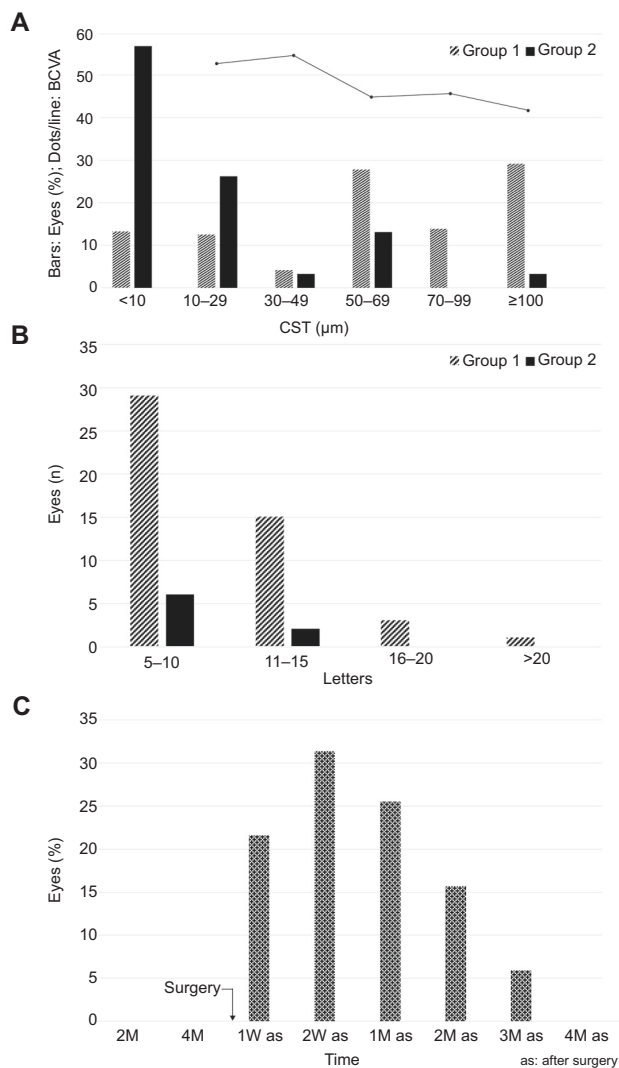 A
Bars: Eyes (%); Dots/line: BCVA
60
50
40
30
20
10
0
Group 1 Group 2
<10 10–29 30–49 50–69 70–99 ≥100
CST (µm)
B
Eyes (n)
35
30
25
20
15
10
5
0
Group 1 Group 2
5–10 11–15 16–20 >20
Letters
C
Eyes (%)
35
30
25
20
15
10
5
0
Surgery
2M 4M 1W as 2W as 1M as 2M as 3M as 4M as
Time
as: after surgery